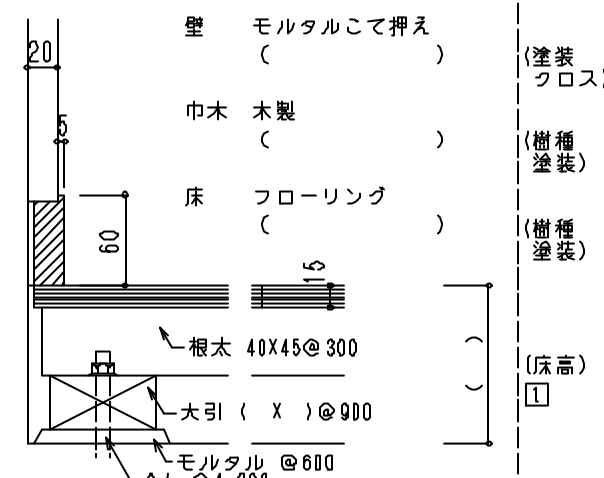 壁 モルタルこて押え
( )
(塗装
クロス)
20
巾木 木製
( )
(樹種
塗装)
5
床 フローリング
( )
(樹種
塗装)
60
15
根太 40X45@300
( )
(床高)
1
大引 ( X )@900
モルタル @600